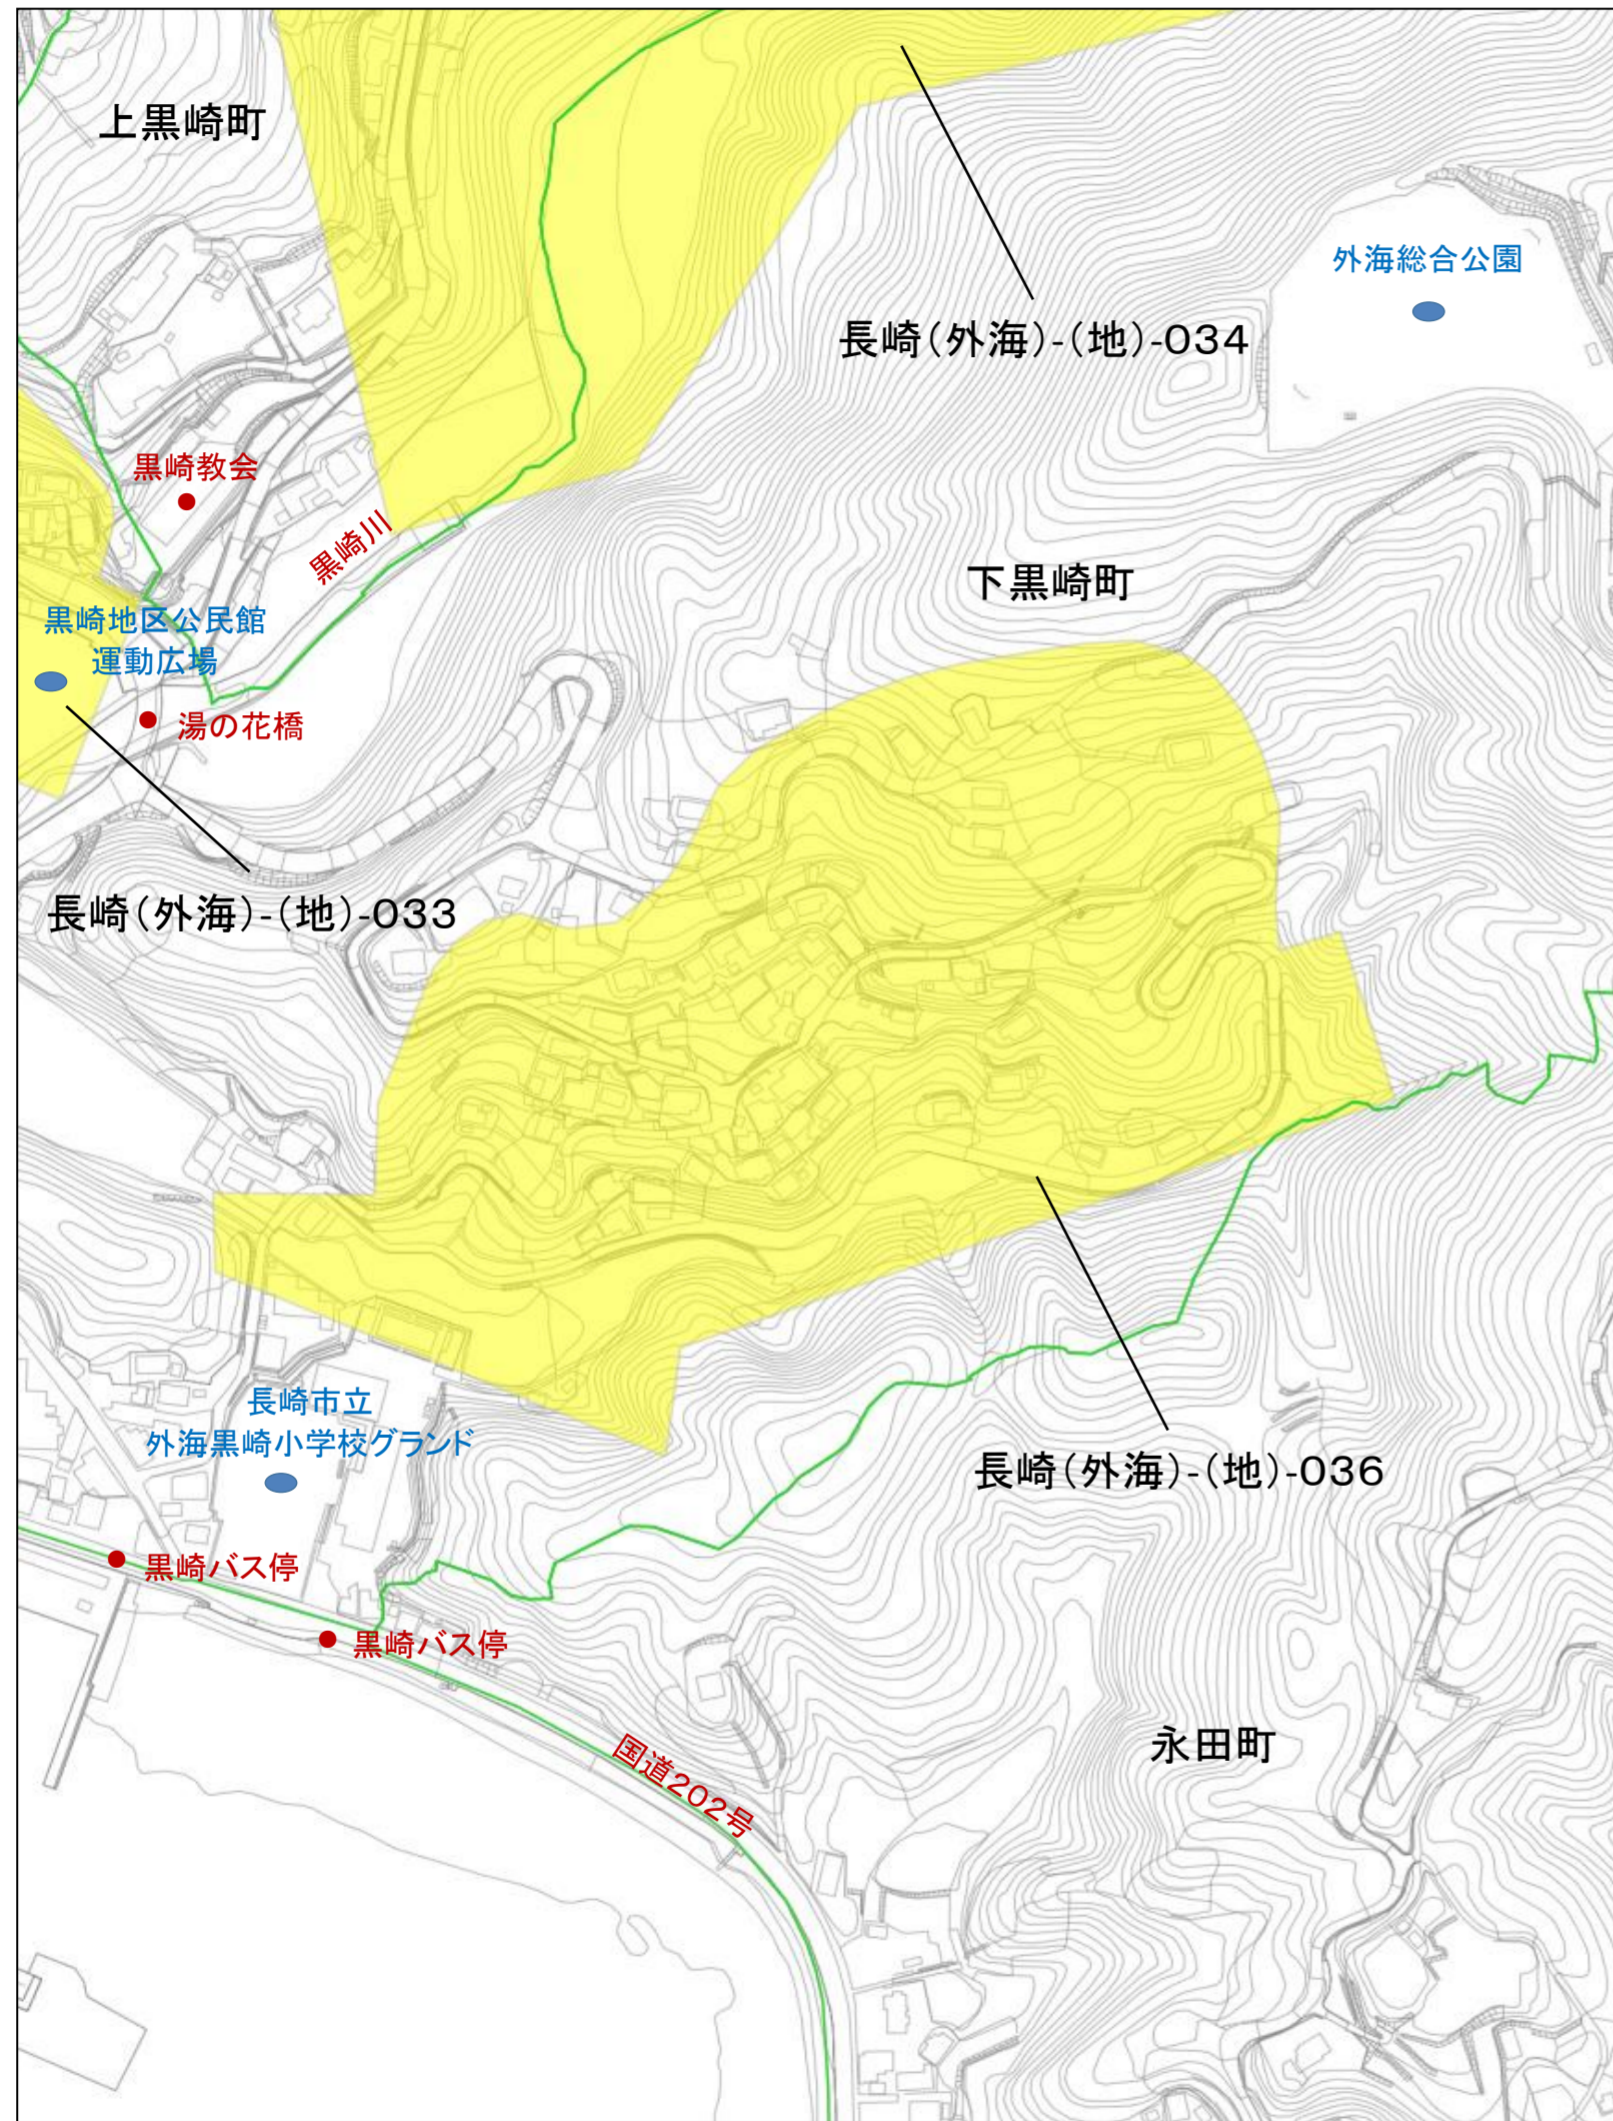 上黒崎町
外海総合公園
長崎(外海)-(地)-034
黒崎教会
黒崎川
下黒崎町
黒崎地区公民館
運動広場
湯の花橋
長崎(外海)-(地)-033
長崎市立
外海黒崎小学校グランド
長崎(外海)-(地)-036
黒崎バス停
黒崎バス停
国道202号
永田町